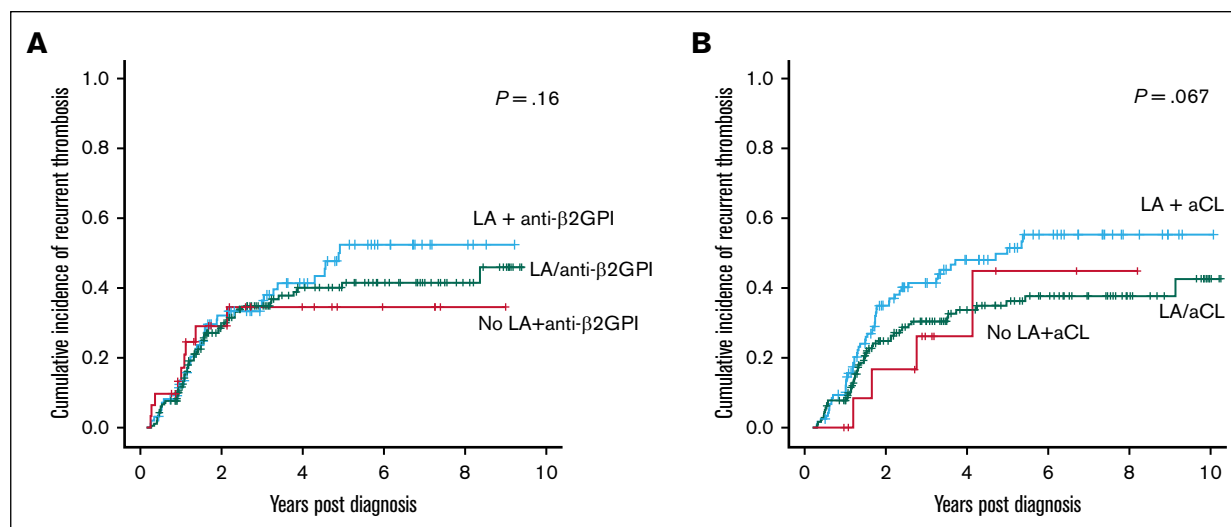 A
Cumulative incidence of recurrent thrombosis
1.0
0.8
0.6
0.4
0.2
0.0
P = .16
LA + anti-β2GPI
LA/anti-β2GPI
No LA+anti-β2GPI
0 2 4 6 8 10
Years post diagnosis
B
Cumulative incidence of recurrent thrombosis
1.0
0.8
0.6
0.4
0.2
0.0
P = .067
LA + aCL
No LA+aCL
LA/aCL
0 2 4 6 8 10
Years post diagnosis